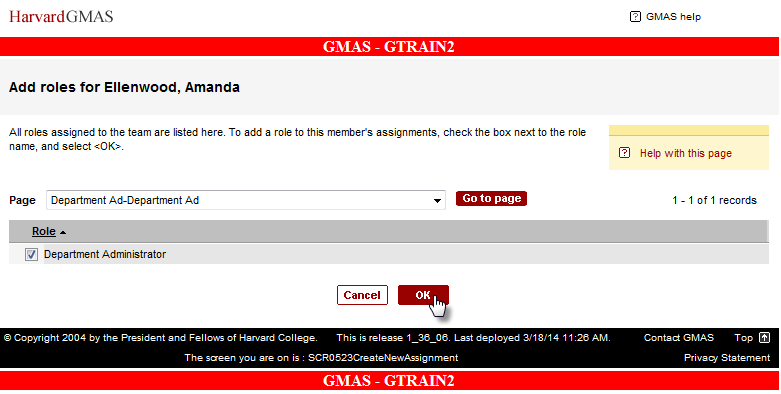 HarvardGMAS
GMAS help
GMAS - GTRAIN2
Add roles for Ellenwood, Amanda
All roles assigned to the team are listed here. To add a role to this member's assignments, check the box next to the role
name, and select <OK>.
Help with this page
Page Department Ad-Department Ad Go to page 1 - 1 of 1 records
Role
Department Administrator
Cancel OK
© Copyright 2004 by the President and Fellows of Harvard College. This is release 1_36_06. Last deployed 3/18/14 11:26 AM. Contact GMAS Top
The screen you are on is : SCR0523CreateNewAssignment Privacy Statement
GMAS - GTRAIN2